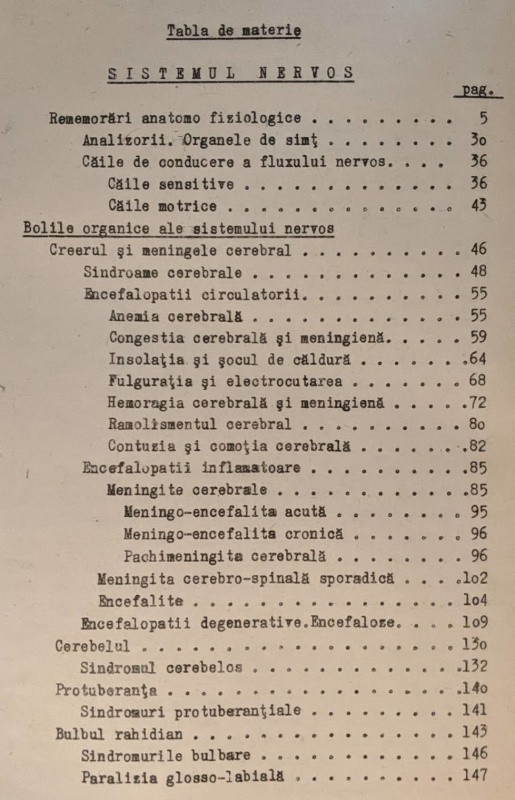 Tabla de materie
SISTEMUL NERVOS
pag.
Rememorări anatomo fiziologice . . . . . . . . . 5
Analizorii. Organele de simţ . . . . . . . . . 3o
Căile de conducere a fluxului nervos. . . . 36
Căile sensitive . . . . . . . . . . . . . 36
Căile motrice . . . . . . . . . . . . . . 43
Bolile organice ale sistemului nervos
Creerul şi meningele cerebral . . . . . . . . . . 46
Sindroame cerebrale . . . . . . . . . . . . . 48
Encefalopatii circulatorii. . . . . . . . . . 55
Anemia cerebrală . . . . . . . . . . . . . 55
Congestia cerebrală şi meningienă. . . . . 59
Insolaţia şi şocul de căldură . . . . . . .64
Fulguraţia şi electrocutarea . . . . . . . 68
Hemoragia cerebrală şi meningienă . . . . .72
Ramolismentul cerebral . . . . . . . . . . 8o
Contuzia şi comoţia cerebrală . . . . . . .82
Encefalopatii inflamatoare . . . . . . . . . .85
Meningite cerebrale . . . . . . . . . . . .85
Meningo-encefalita acută . . . . . . . . 95
Meningo-encefalita cronică . . . . . . . 96
Pachimeningita cerebrală . . . . . . . . 96
Meningita cerebro-spinală sporadică . . . .lo2
Encefalite . . . . . . . . . . . . . . . . lo4
Encefalopatii degenerative.Encefaloze. . . . lo9
Cerebelul . . . . . . . . . . . . . . . . . . . 13o
Sindromul cerebelos . . . . . . . . . . . . .132
Protuberanţa . . . . . . . . . . . . . . . . . .14o
Sindromuri protuberanţiale . . . . . . . . . 141
Bulbul rahidian . . . . . . . . . . . . . . . . 143
Sindromurile bulbare . . . . . . . . . . . . 146
Paralizia glosso-labială . . . . . . . . . . 147